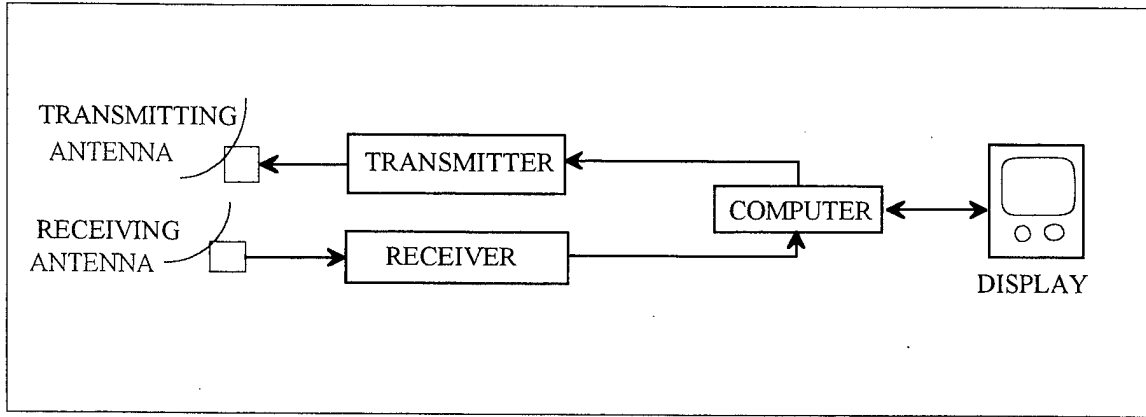 TRANSMITTING
ANTENNA
TRANSMITTER
COMPUTER
RECEIVING
ANTENNA
RECEIVER
DISPLAY